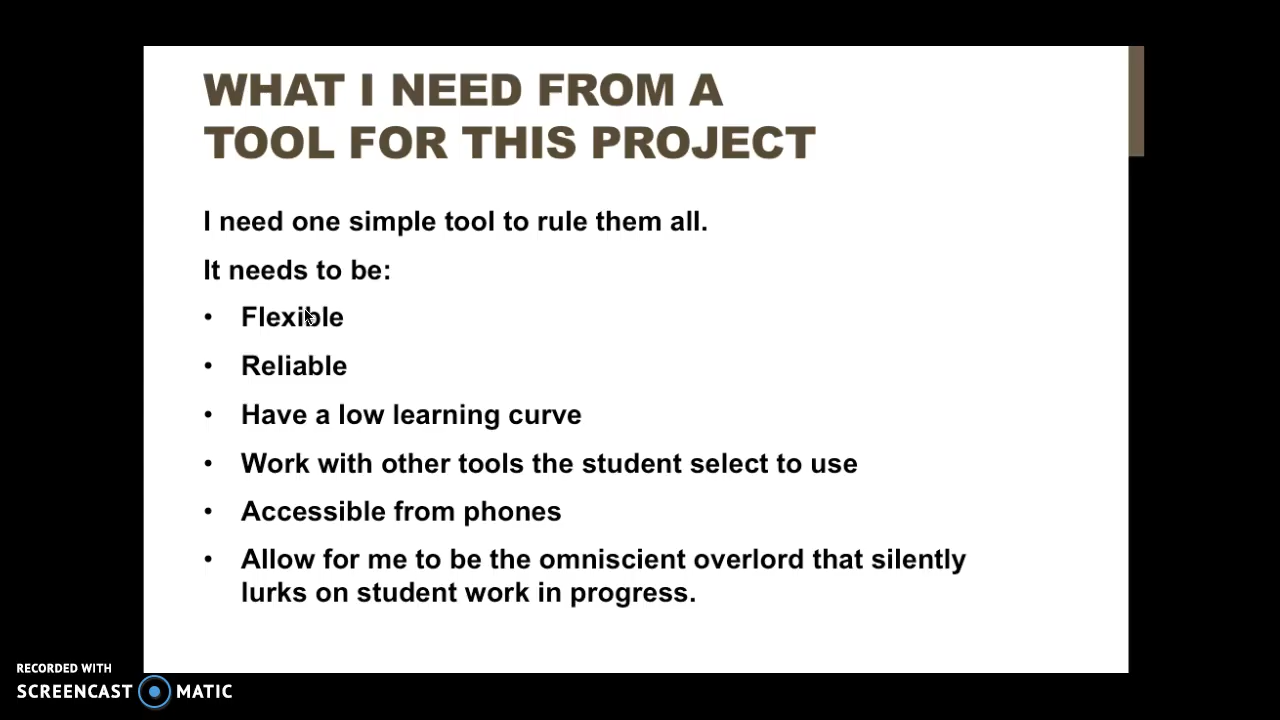 WHAT I NEED FROM A
TOOL FOR THIS PROJECT
I need one simple tool to rule them all.
It needs to be:
• Flexible
• Reliable
• Have a low learning curve
• Work with other tools the student select to use
• Accessible from phones
• Allow for me to be the omniscient overlord that silently
lurks on student work in progress.
RECORDED WITH
SCREENCAST MATIC